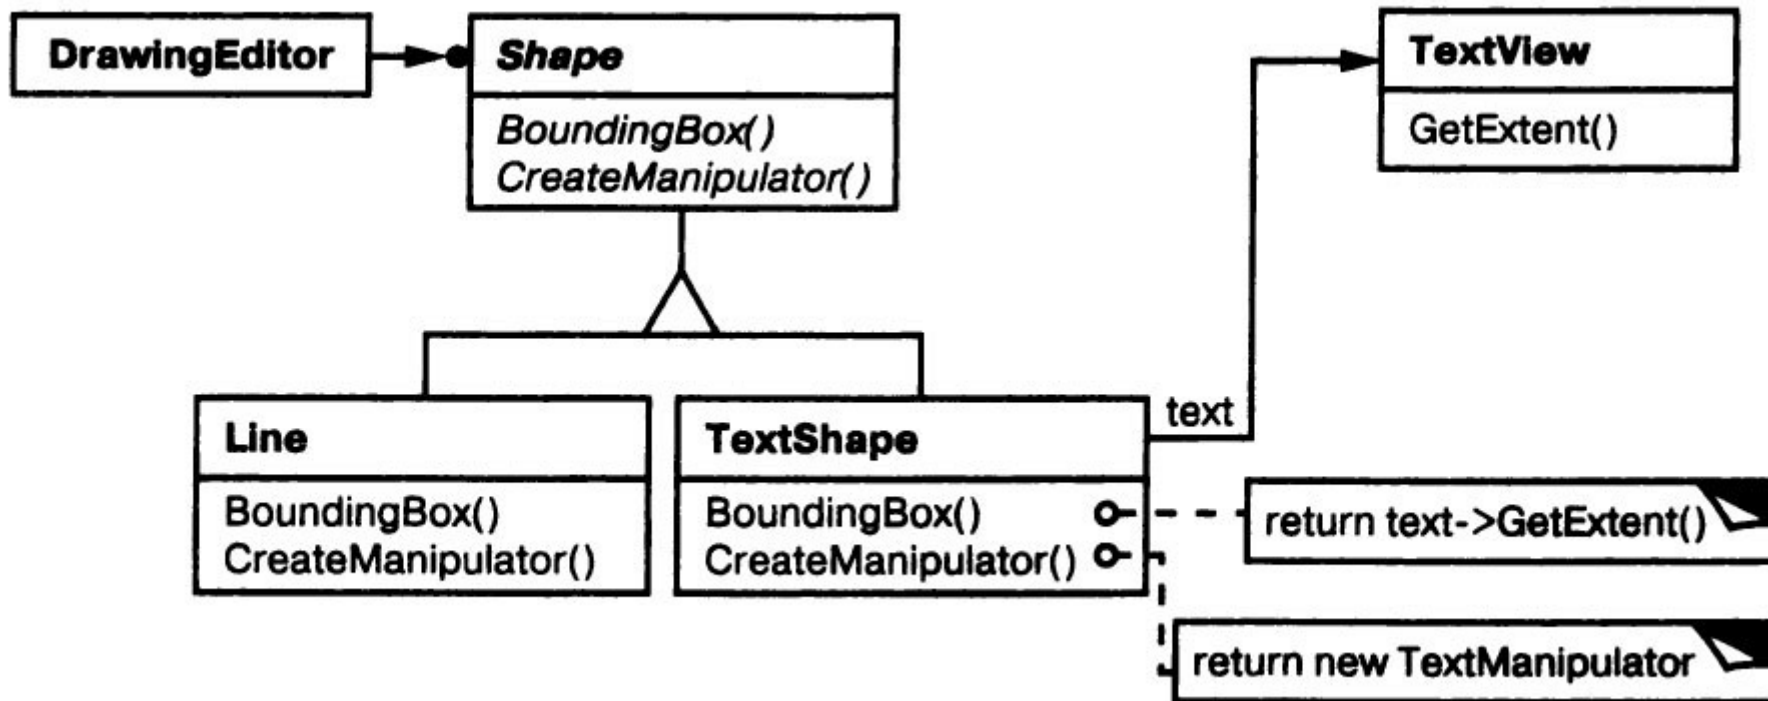 DrawingEditor
Shape
BoundingBox()
CreateManipulator()
TextView
GetExtent()
Line
BoundingBox()
CreateManipulator()
TextShape
BoundingBox()
CreateManipulator()
text
return text->GetExtent()
return new TextManipulator